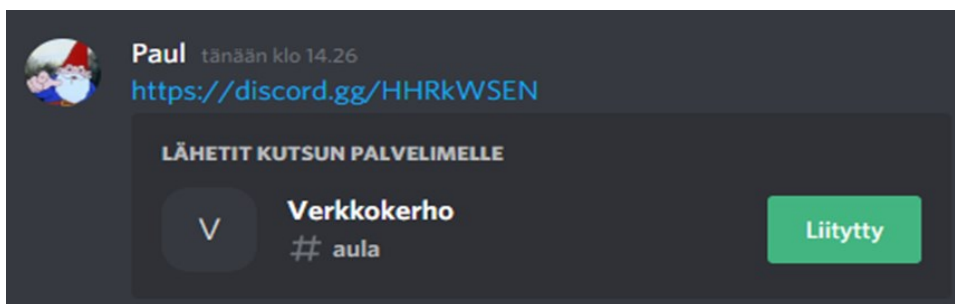 Paul tänään klo 14.26
https://discord.gg/HHRkWSEN
LÄHETIT KUTSUN PALVELIMELLE
V
Verkkokerho
# aula
Liitytty